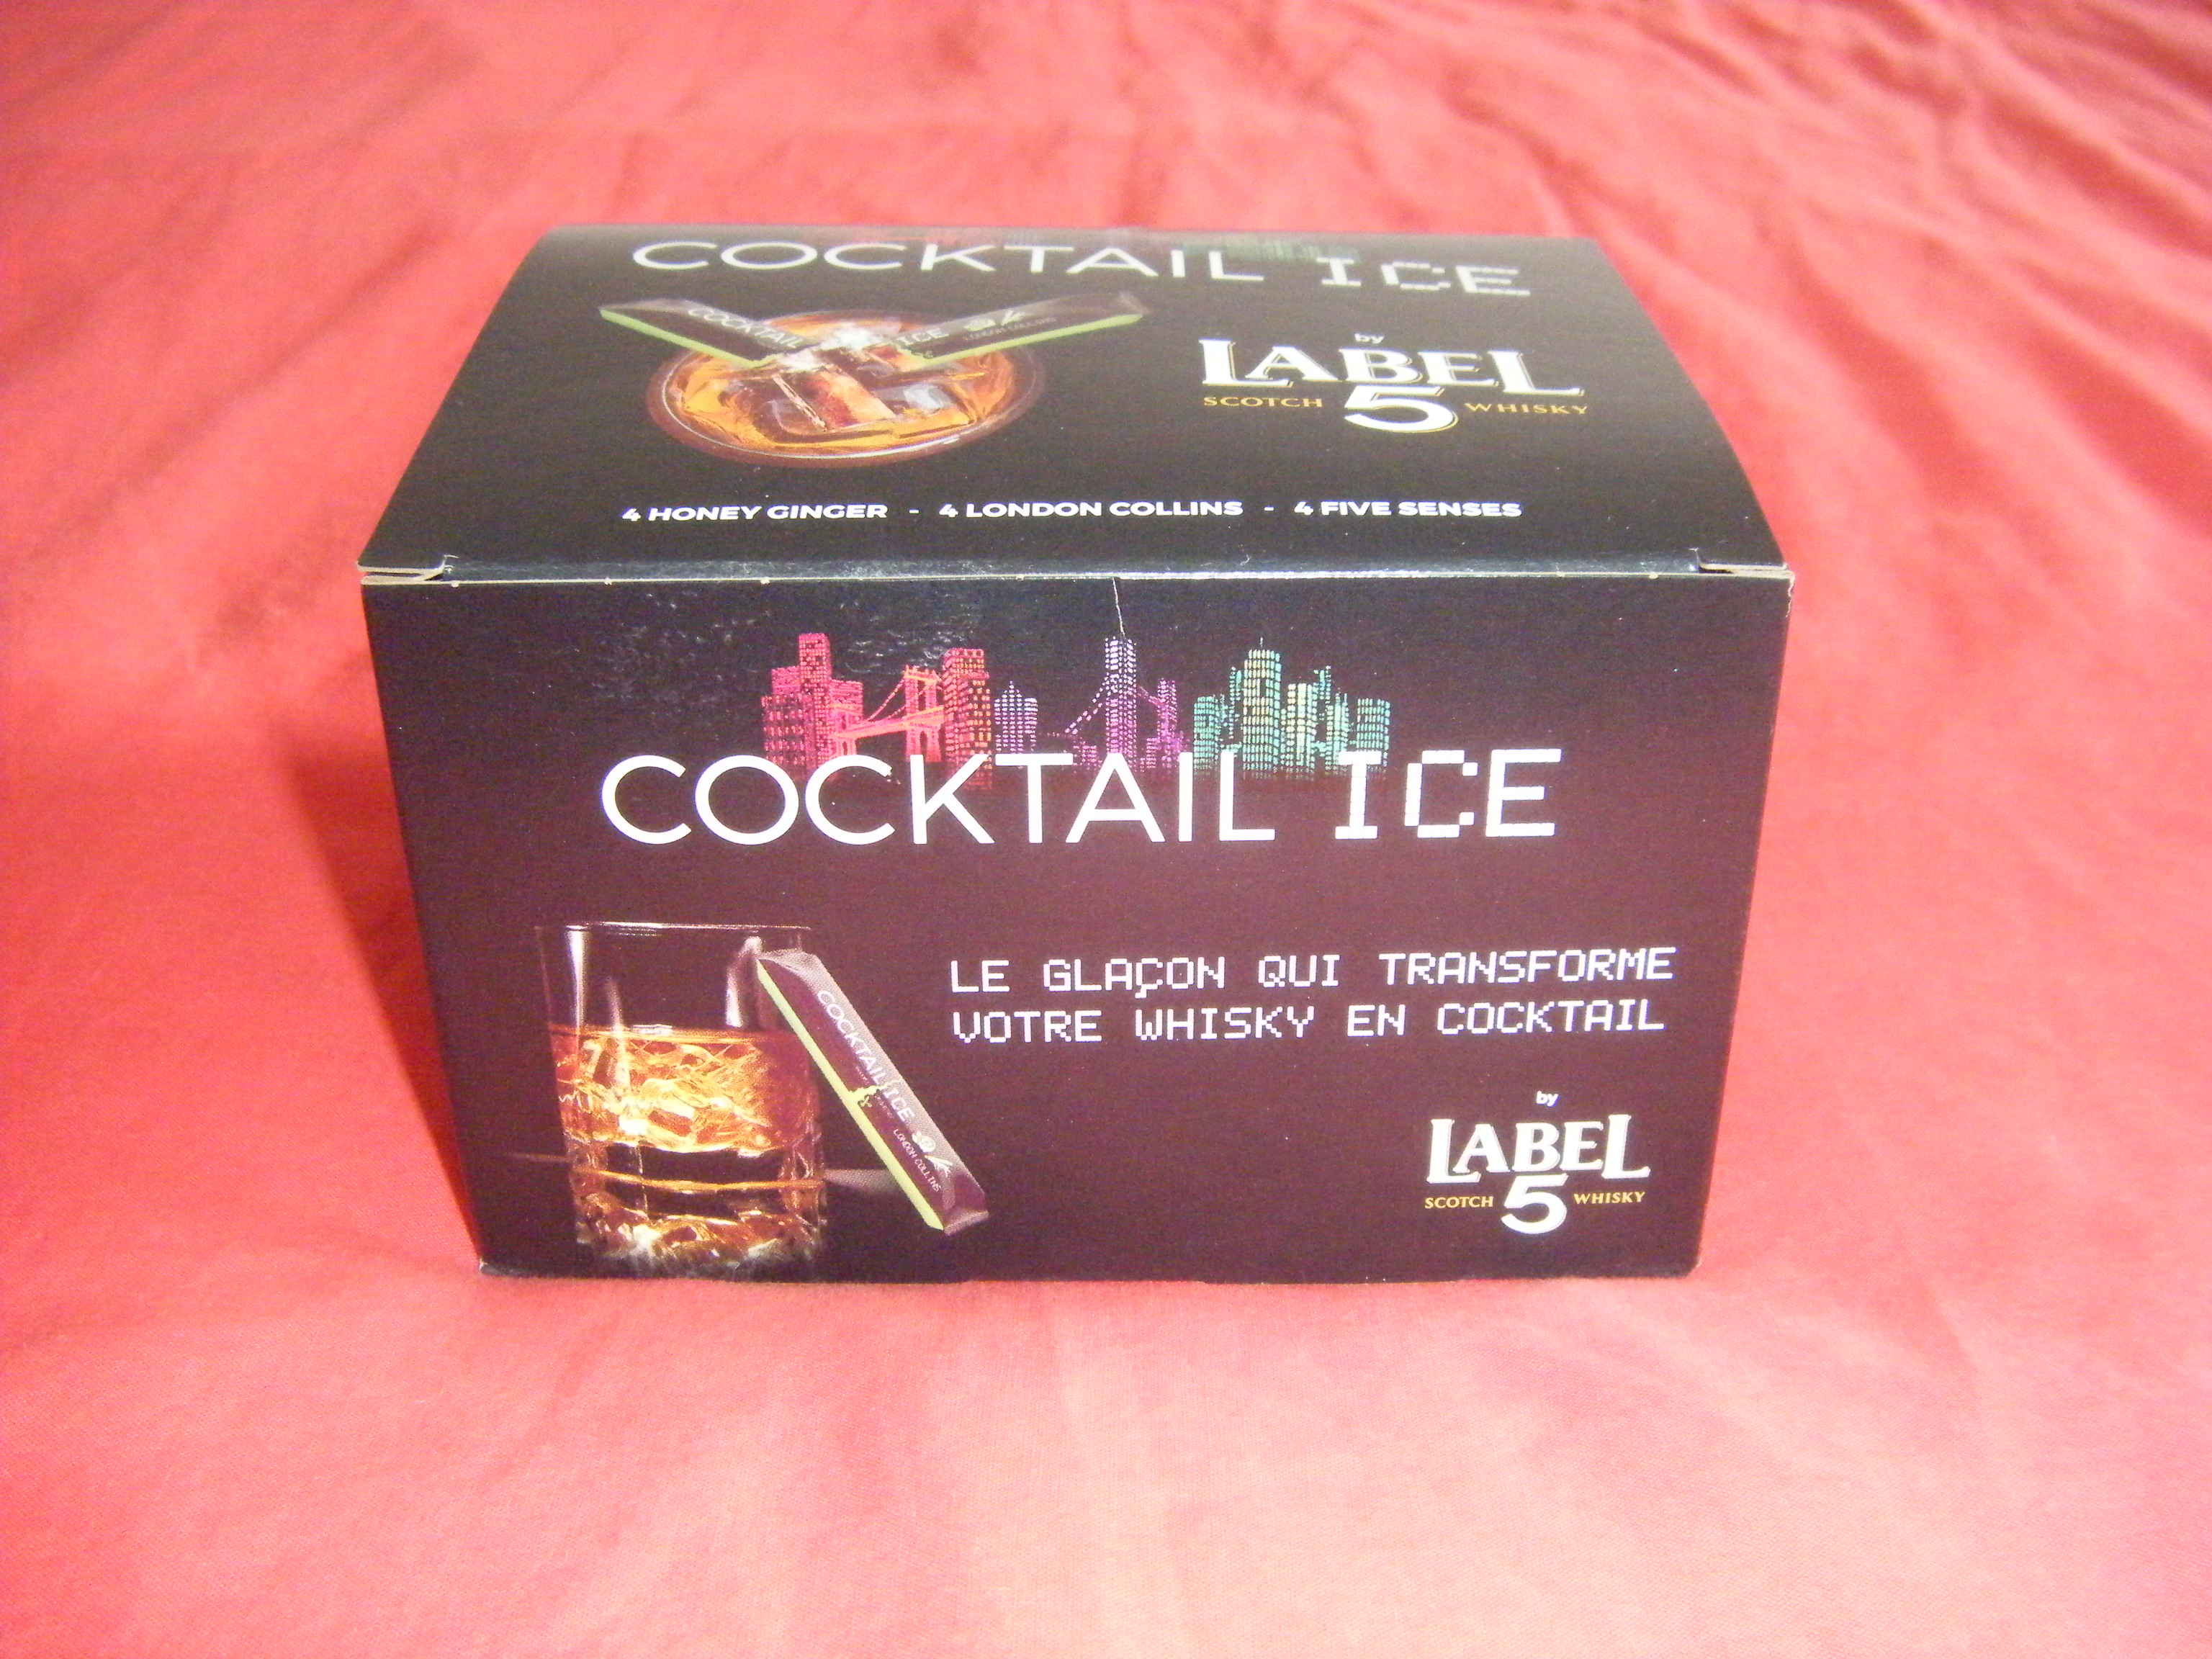 COCKTAIL ICE
COCKTAIL ICE
LONDON COLLINS
by
LABEL
SCOTCH 5 WHISKY
4 HONEY GINGER - 4 LONDON COLLINS - 4 FIVE SENSES
COCKTAIL ICE
LE GLAÇON QUI TRANSFORME
VOTRE WHISKY EN COCKTAIL
COCKTAIL ICE
LONDON COLLINS
by
LABEL
SCOTCH 5 WHISKY